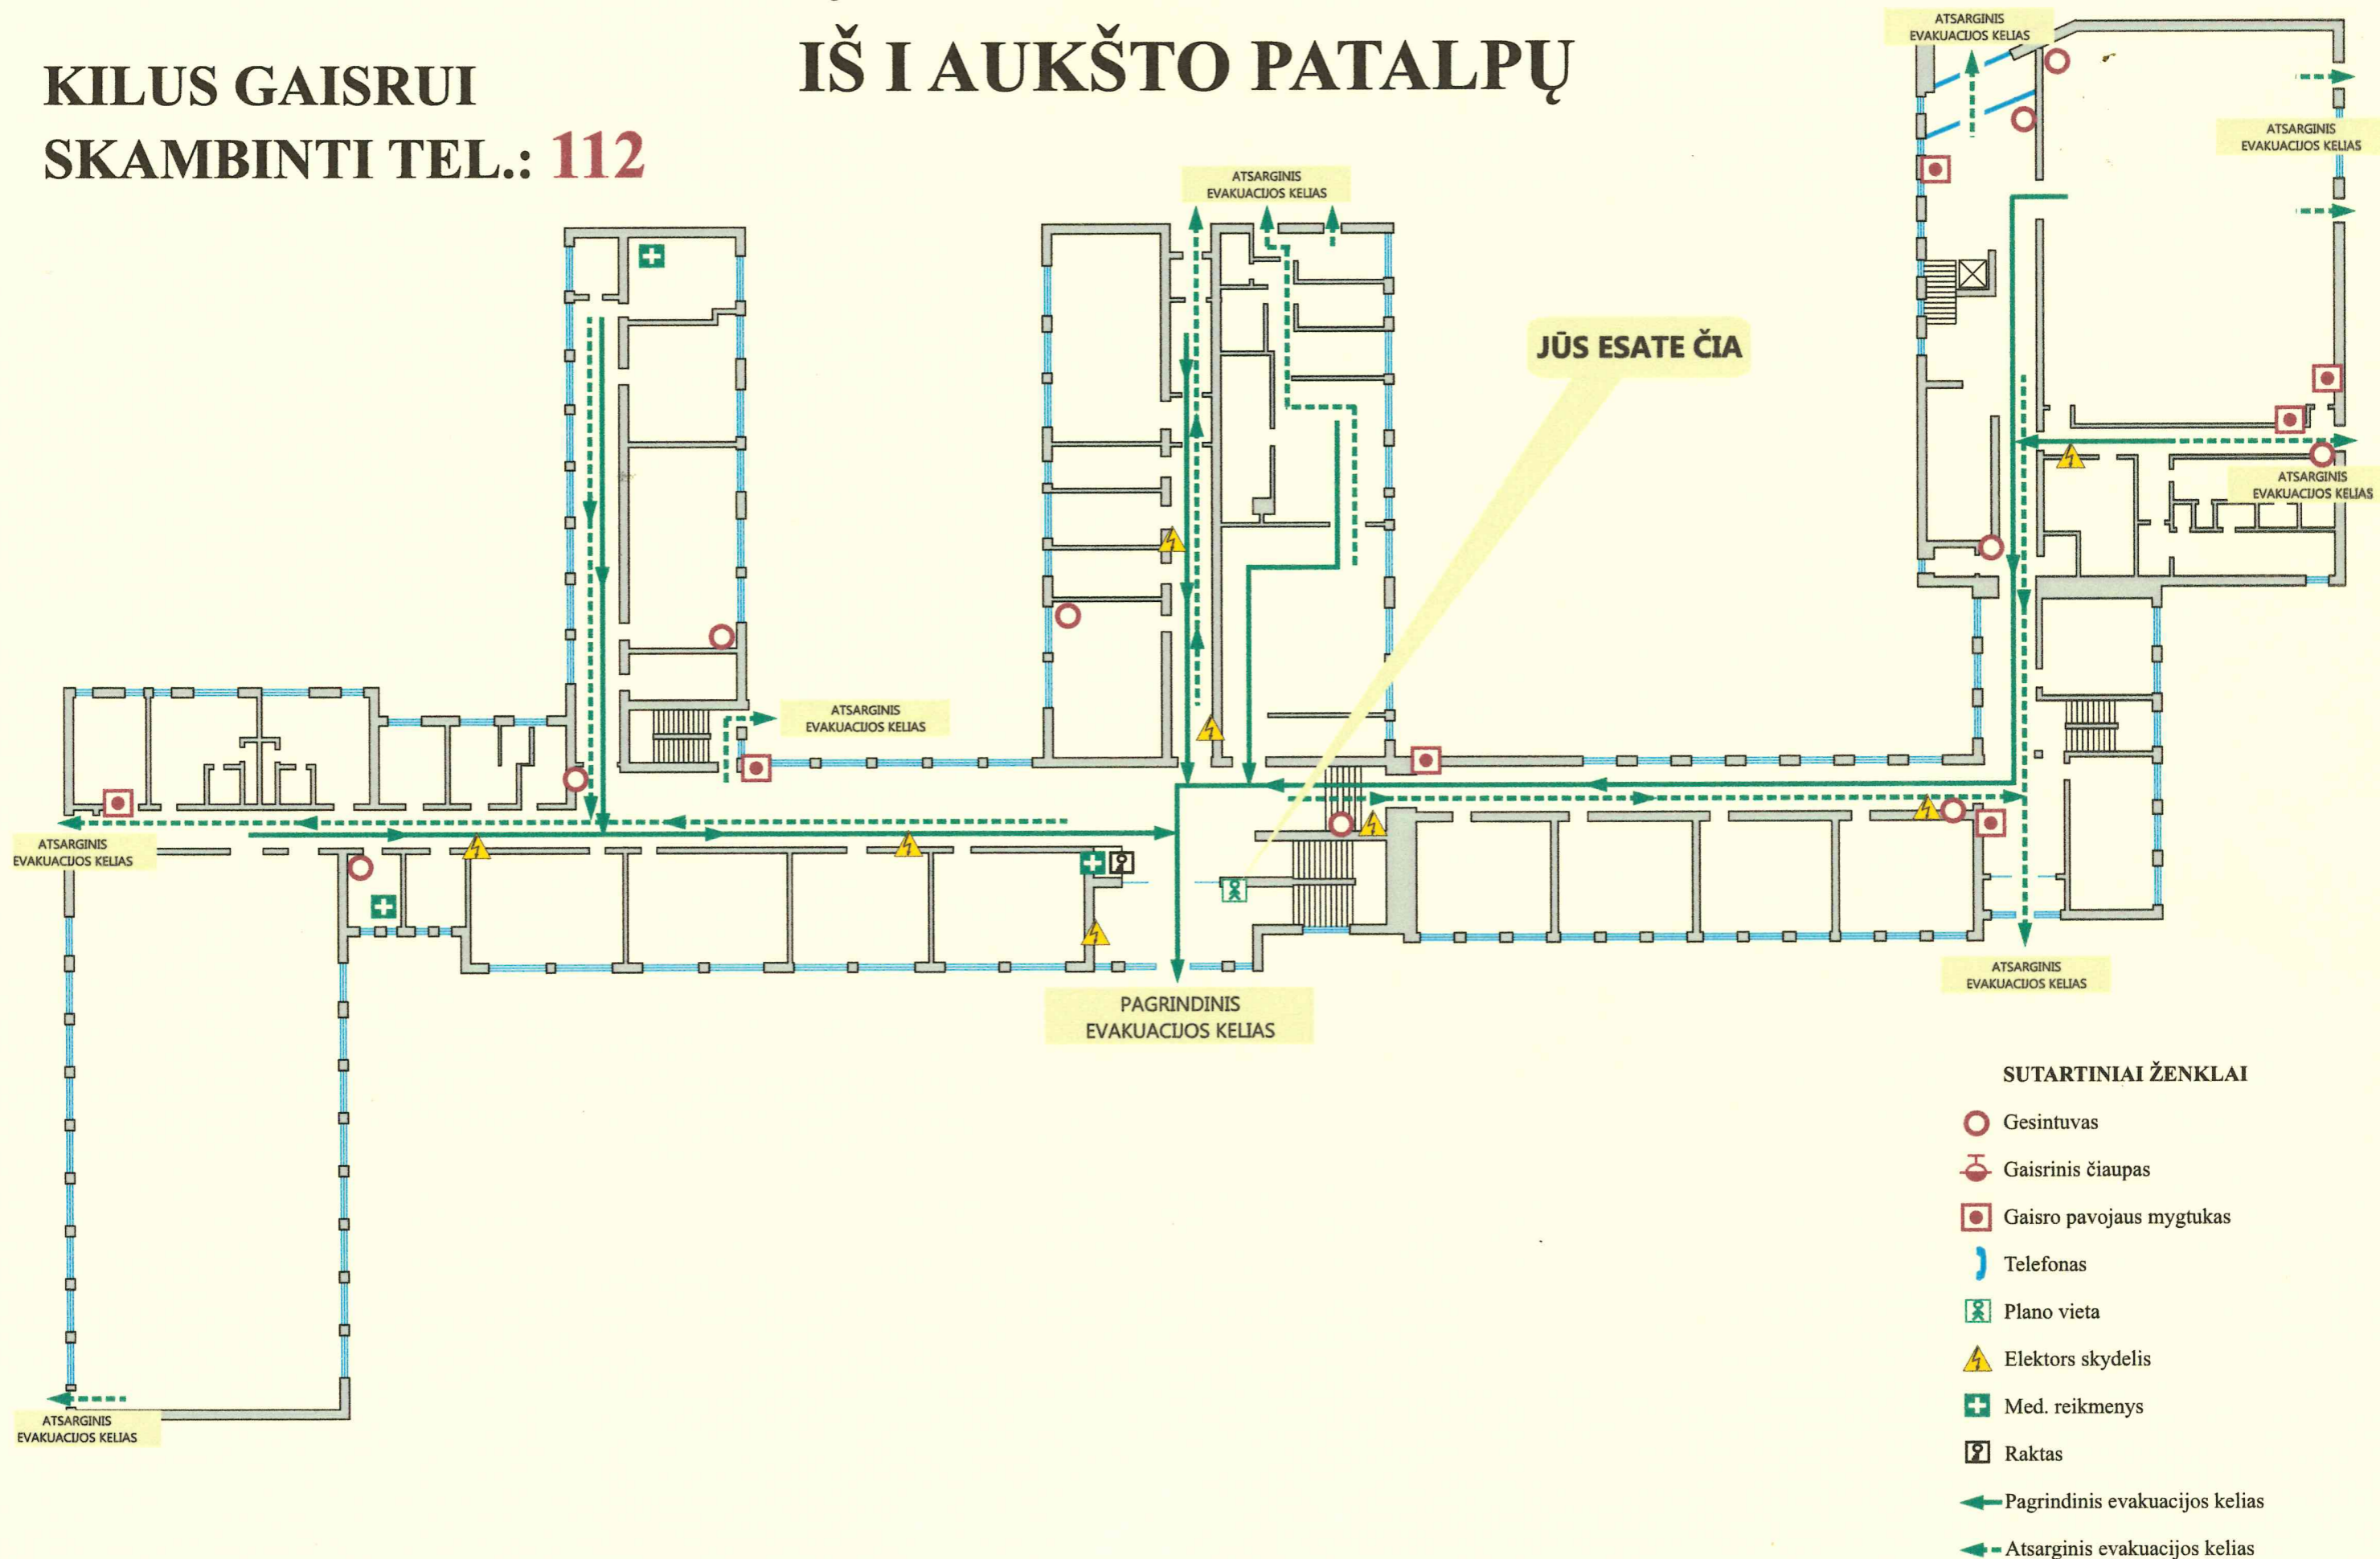 IŠ I AUKŠTO PATALPŲ
KILUS GAISRUI
SKAMBINTI TEL.: 112
ATSARGINIS
EVAKUACIJOS KELIAS
ATSARGINIS
EVAKUACIJOS KELIAS
ATSARGINIS
EVAKUACIJOS KELIAS
JŪS ESATE ČIA
ATSARGINIS
EVAKUACIJOS KELIAS
ATSARGINIS
EVAKUACIJOS KELIAS
ATSARGINIS
EVAKUACIJOS KELIAS
ATSARGINIS
EVAKUACIJOS KELIAS
PAGRINDINIS
EVAKUACIJOS KELIAS
ATSARGINIS
EVAKUACIJOS KELIAS
SUTARTINIAI ŽENKLAI
Gesintuvas
Gaisrinis čiaupas
Gaisro pavojaus mygtukas
Telefonas
Plano vieta
Elektors skydelis
Med. reikmenys
Raktas
Pagrindinis evakuacijos kelias
Atsarginis evakuacijos kelias